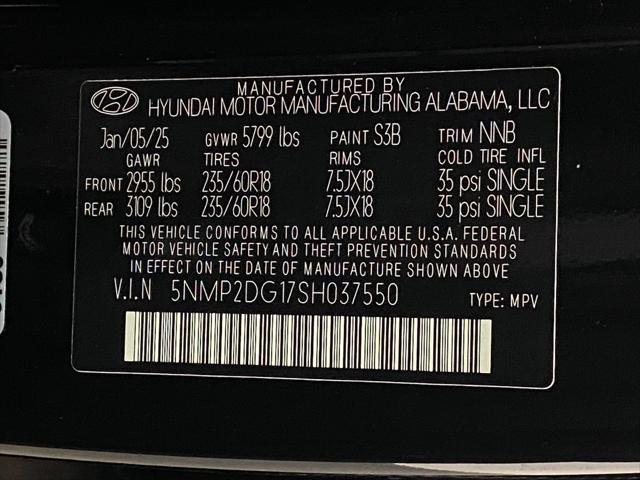 MANUFACTURED BY
HYUNDAI MOTOR MANUFACTURING ALABAMA, LLC
Jan/05/25 GVWR 5799 lbs PAINT S3B TRIM NNB
GAWR TIRES RIMS COLD TIRE INFL
FRONT 2955 lbs 235/60R18 7.5JX18 35 psi SINGLE
REAR 3109 lbs 235/60R18 7.5JX18 35 psi SINGLE
THIS VEHICLE CONFORMS TO ALL APPLICABLE U.S.A. FEDERAL
MOTOR VEHICLE SAFETY AND THEFT PREVENTION STANDARDS
IN EFFECT ON THE DATE OF MANUFACTURE SHOWN ABOVE.
V.I.N 5NMP2DG17SH037550 TYPE: MPV